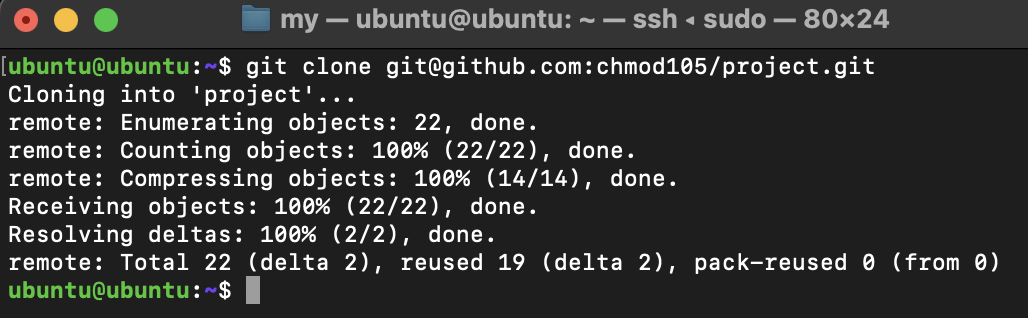 my — ubuntu@ubuntu: ~ — ssh ◂ sudo — 80×24
[ubuntu@ubuntu:~$ git clone git@github.com:chmod105/project.git
Cloning into 'project'...
remote: Enumerating objects: 22, done.
remote: Counting objects: 100% (22/22), done.
remote: Compressing objects: 100% (14/14), done.
Receiving objects: 100% (22/22), done.
Resolving deltas: 100% (2/2), done.
remote: Total 22 (delta 2), reused 19 (delta 2), pack-reused 0 (from 0)
ubuntu@ubuntu:~$